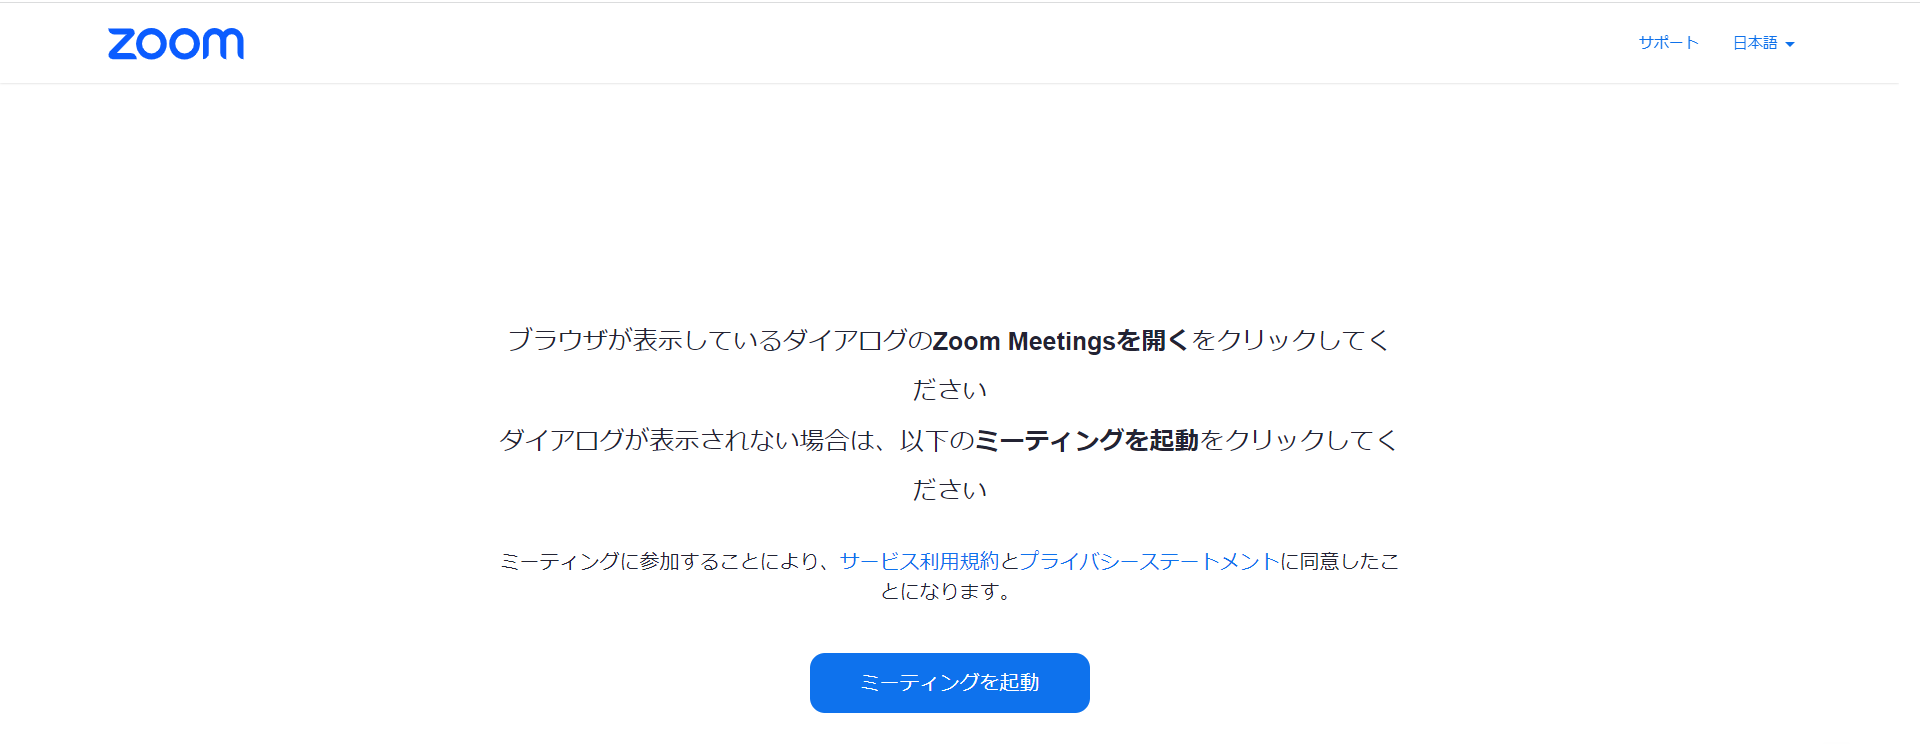 zoom
サポート 日本語
ブラウザが表示しているダイアログのZoom Meetingsを開くをクリックしてく
ださい
ダイアログが表示されない場合は、以下のミーティングを起動をクリックしてく
ださい
ミーティングに参加することにより、サービス利用規約とプライバシーステートメントに同意したこ
とになります。
ミーティングを起動